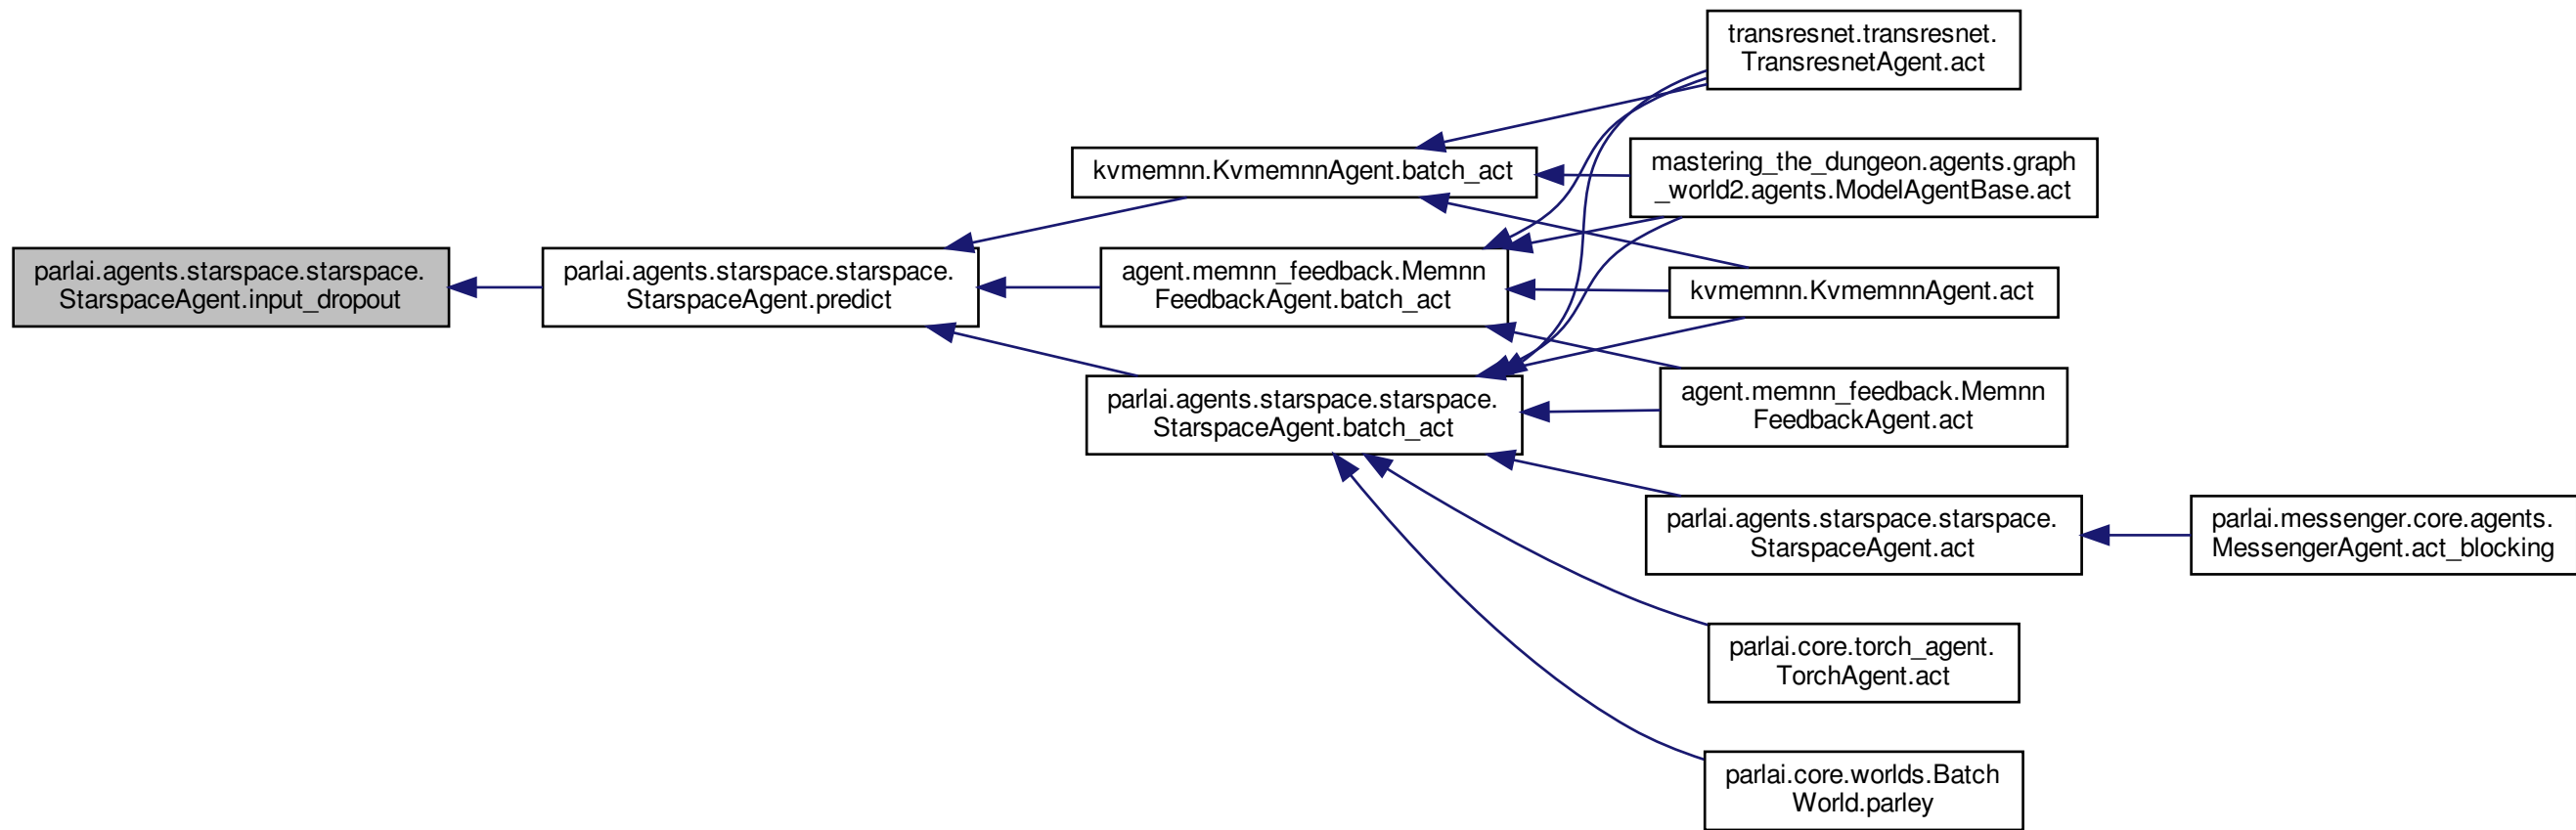 parlai.agents.starspace.starspace.
StarspaceAgent.input_dropout
parlai.agents.starspace.starspace.
StarspaceAgent.predict
kvmemnn.KvmemnnAgent.batch_act
agent.memnn_feedback.Memnn
FeedbackAgent.batch_act
parlai.agents.starspace.starspace.
StarspaceAgent.batch_act
transresnet.transresnet.
TransresnetAgent.act
mastering_the_dungeon.agents.graph
_world2.agents.ModelAgentBase.act
kvmemnn.KvmemnnAgent.act
agent.memnn_feedback.Memnn
FeedbackAgent.act
parlai.agents.starspace.starspace.
StarspaceAgent.act
parlai.core.torch_agent.
TorchAgent.act
parlai.core.worlds.Batch
World.parley
parlai.messenger.core.agents.
MessengerAgent.act_blocking